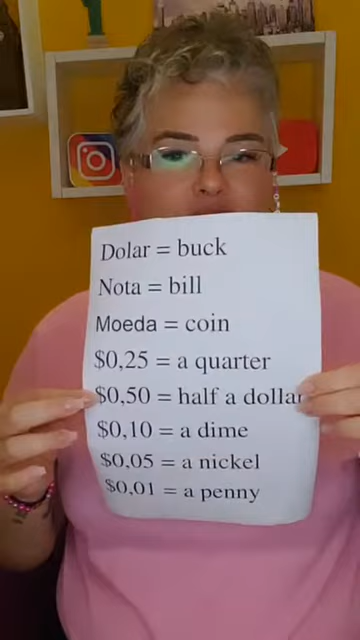 Dolar = buck
Nota = bill
Moeda = coin
$0,25 = a quarter
$0,50 = half a dollar
$0,10 = a dime
$0,05 = a nickel
$0,01 = a penny